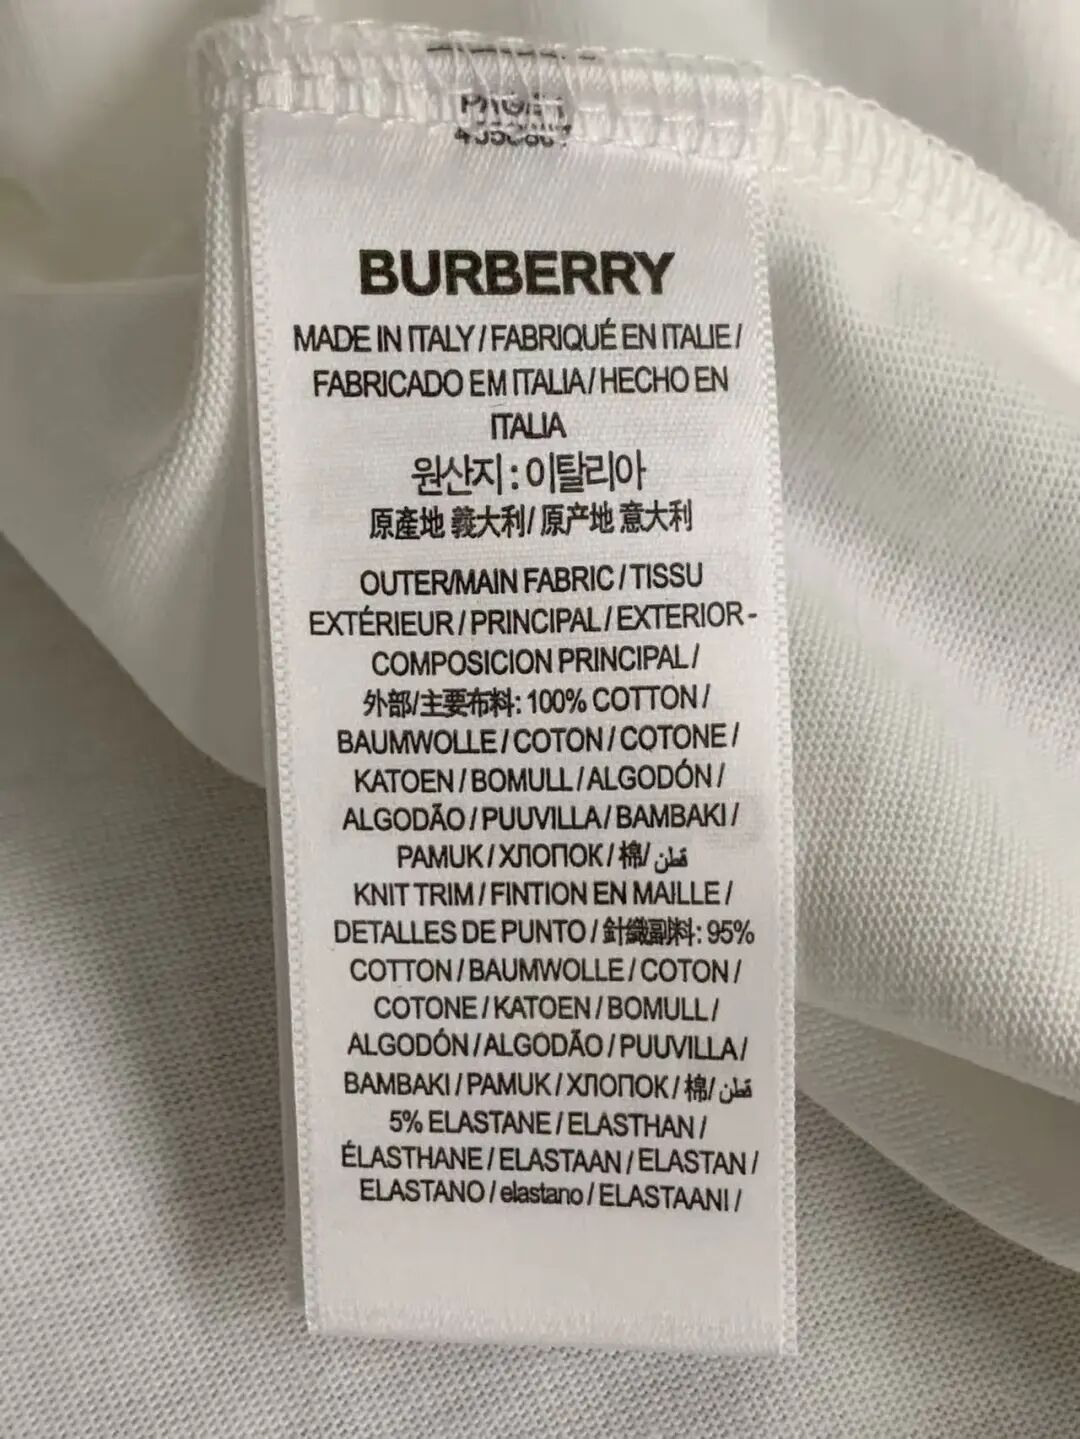 BURBERRY
MADE IN ITALY / FABRIQUÉ EN ITALIE /
FABRICADO EM ITALIA / HECHO EN
ITALIA
원산지 : 이탈리아
原產地 義大利/ 原产地 意大利
OUTER/MAIN FABRIC / TISSU
EXTÉRIEUR / PRINCIPAL / EXTERIOR -
COMPOSICION PRINCIPAL /
外部/主要布料: 100% COTTON /
BAUMWOLLE / COTON / COTONE /
KATOEN / BOMULL / ALGODÓN /
ALGODÃO / PUUVILLA / BAMBAKI /
PAMUK / ХЛОПОК / 棉/ قطن
KNIT TRIM / FINTION EN MAILLE /
DETALLES DE PUNTO / 針織副料: 95%
COTTON / BAUMWOLLE / COTON /
COTONE / KATOEN / BOMULL /
ALGODÓN / ALGODÃO / PUUVILLA /
BAMBAKI / PAMUK / ХЛОПОК / 棉/ قطن
5% ELASTANE / ELASTHAN /
ÉLASTHANE / ELASTAAN / ELASTAN /
ELASTANO / elastano / ELASTAANI /